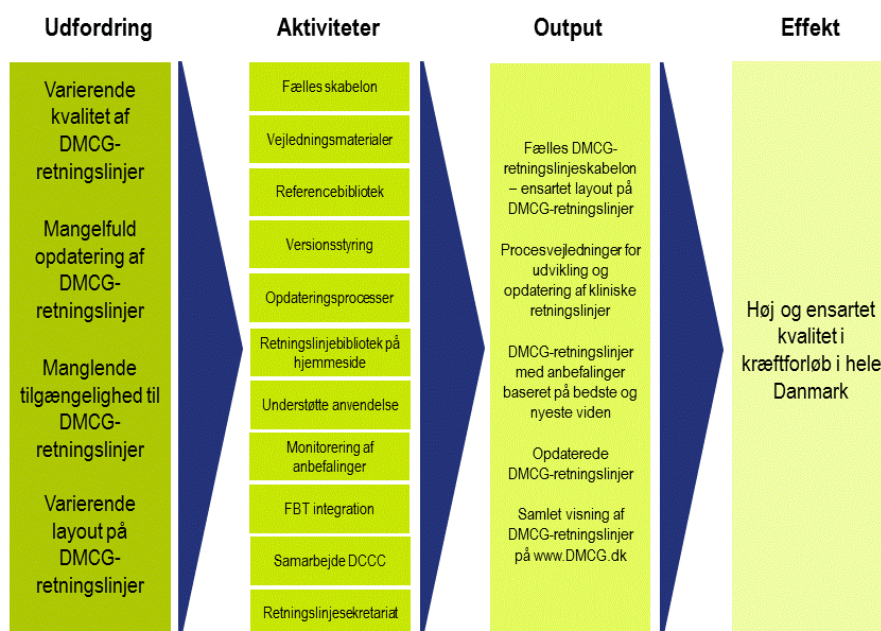 Udfordring
Aktiviteter
Output
Effekt
Varierende
kvalitet af
DMCG-
retningslinjer
Mangelfuld
opdatering af
DMCG-
retningslinjer
Manglende
tilgængelighed til
DMCG-
retningslinjer
Varierende
layout på
DMCG-
retningslinjer
Fælles skabelon
Vejledningsmaterialer
Referencebibliotek
Versionsstyring
Opdateringsprocesser
Retningslinjebibliotek på
hjemmeside
Understøtte anvendelse
Monitorering af
anbefalinger
FBT integration
Samarbejde DCCC
Retningslinjesekretariat
Fælles DMCG-
retningslinjeskabelon
– ensartet layout på
DMCG-retningslinjer
Procesvejledninger for
udvikling og
opdatering af kliniske
retningslinjer
DMCG-retningslinjer
med anbefalinger
baseret på bedste og
nyeste viden
Opdaterede
DMCG-retningslinjer
Samlet visning af
DMCG-retningslinjer
på www.DMCG.dk
Høj og ensartet
kvalitet i
kræftforløb i hele
Danmark